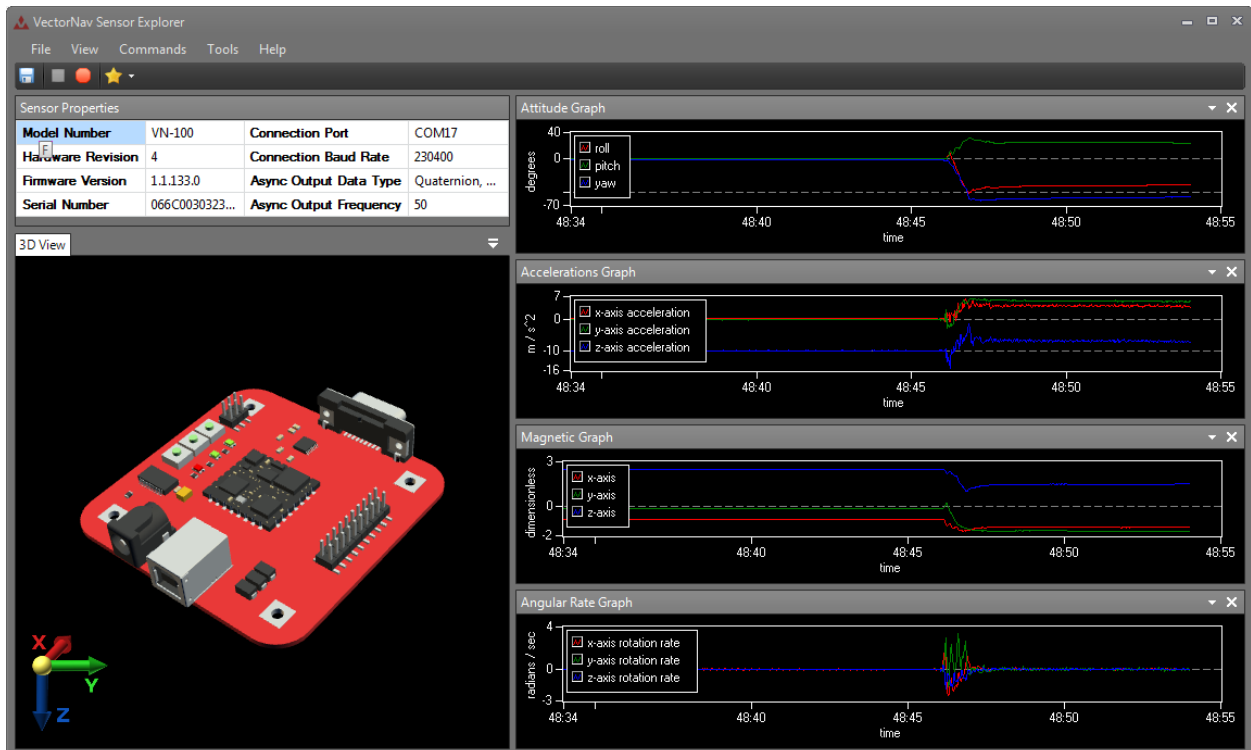 VectorNav Sensor Explorer
File View Commands Tools Help
Sensor Properties
Model Number VN-100 Connection Port COM17
Hardware Revision 4 Connection Baud Rate 230400
Firmware Version 1.1.133.0 Async Output Data Type Quaternion, ...
Serial Number 066C0030323... Async Output Frequency 50
F
3D View
X
Y
Z
Attitude Graph
40
0
-70
degrees
roll
pitch
yaw
48:34 48:40 48:45 48:50 48:55
time
Accelerations Graph
7
0
-10
-16
m / s^2
x-axis acceleration
y-axis acceleration
z-axis acceleration
48:34 48:40 48:45 48:50 48:55
time
Magnetic Graph
3
0
-2
dimensionless
x-axis
y-axis
z-axis
48:34 48:40 48:45 48:50 48:55
time
Angular Rate Graph
4
0
-3
radians / sec
x-axis rotation rate
y-axis rotation rate
z-axis rotation rate
48:34 48:40 48:45 48:50 48:55
time